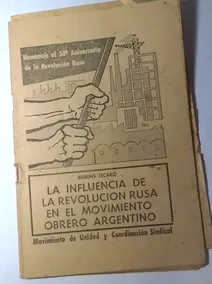 Homenaje al 50º Aniversario
de la Revolución Rusa
RUBENS ISCARO
LA INFLUENCIA DE
LA REVOLUCION RUSA
EN EL MOVIMIENTO
OBRERO ARGENTINO
Movimiento de Unidad y Coordinación Sindical